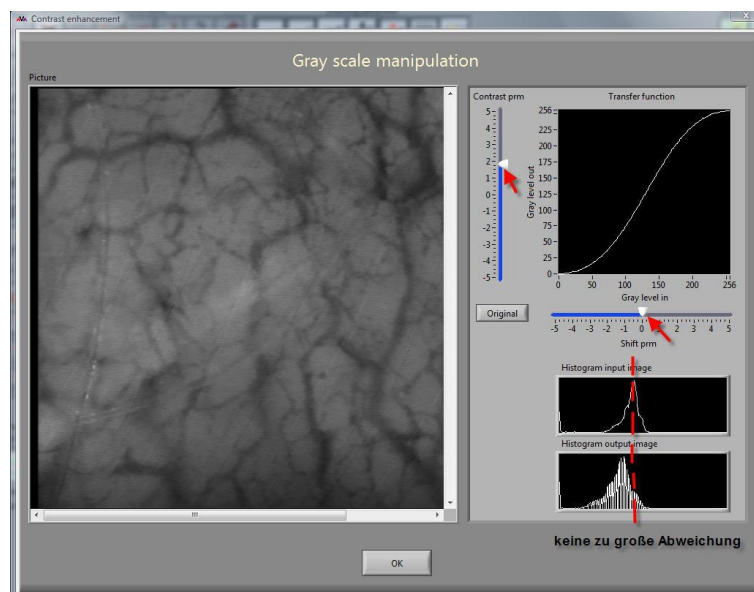 Contrast enhancement
Gray scale manipulation
Picture
Contrast prm
5
4
3
2
1
0
-1
-2
-3
-4
-5
Transfer function
Gray level out
256
225
200
175
150
125
100
75
50
25
0
0 50 100 150 200 256
Gray level in
Original
-5 -4 -3 -2 -1 0 1 2 3 4 5
Shift prm
Histogram input image
Histogram output image
keine zu große Abweichung
OK